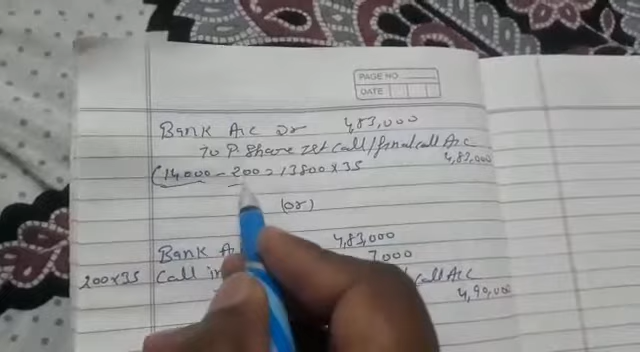 PAGE NO.
DATE
Bank A/c Dr 4,83,000
To P. Share 1st Call/final call A/c 4,83,000
(14000 - 200 = 13800 x 35
(or)
Bank A 4,83,000
200x35 Call in 7000
call A/c 4,90,000